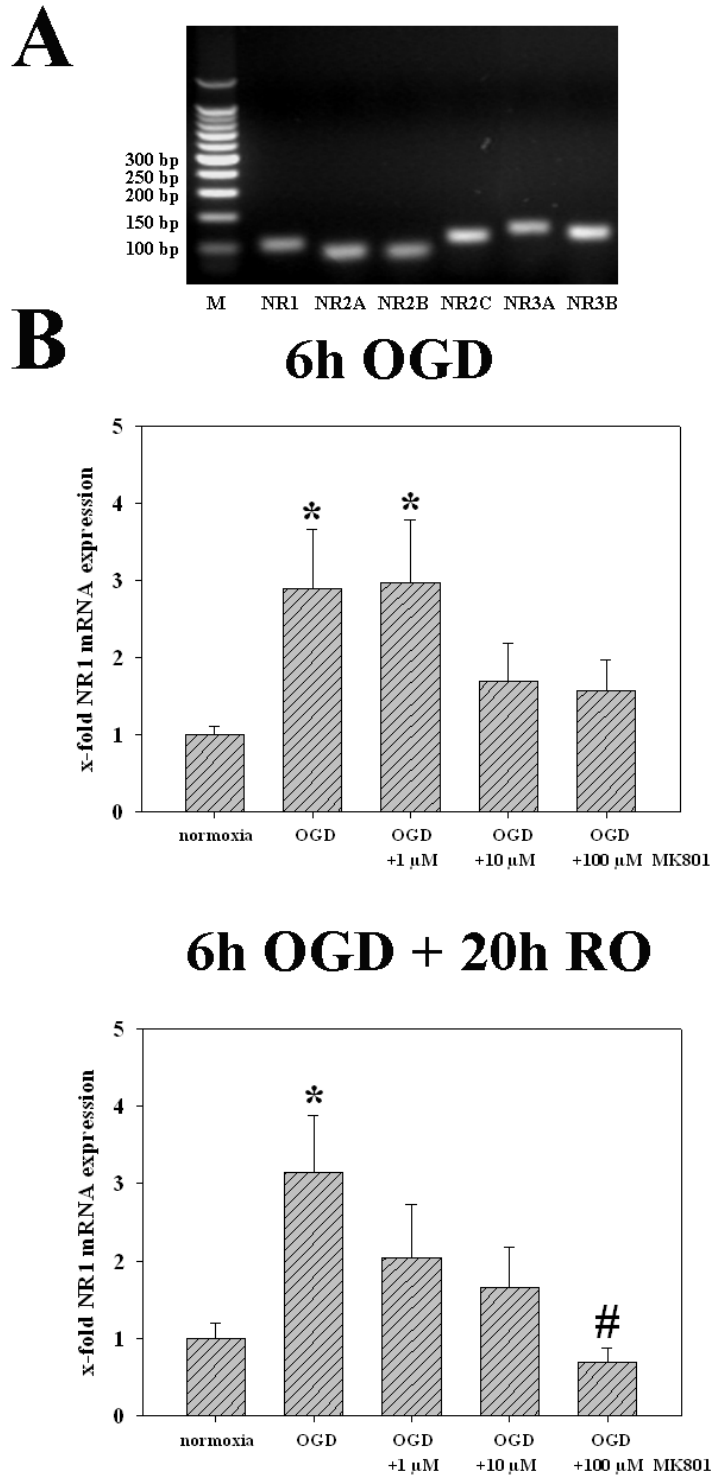 A
300 bp
250 bp
200 bp
150 bp
100 bp
M NR1 NR2A NR2B NR2C NR3A NR3B
B
6h OGD
x-fold NR1 mRNA expression
5
4
3
2
1
0
* *
normoxia OGD OGD OGD OGD
+1 µM +10 µM +100 µM MK801
6h OGD + 20h RO
x-fold NR1 mRNA expression
5
4
3
2
1
0
*
#
normoxia OGD OGD OGD OGD
+1 µM +10 µM +100 µM MK801